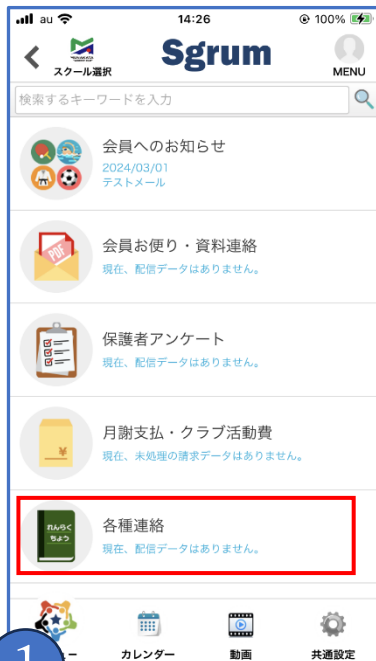 au 14:26 100%
スクール選択
Sgrum
MENU
検索するキーワードを入力
会員へのお知らせ
2024/03/01
テストメール
PDF
会員お便り・資料連絡
現在、配信データはありません。
保護者アンケート
現在、配信データはありません。
¥
月謝支払・クラブ活動費
現在、未処理の請求データはありません。
れんらく
ちょう
各種連絡
現在、配信データはありません。
1
カレンダー
動画
共通設定